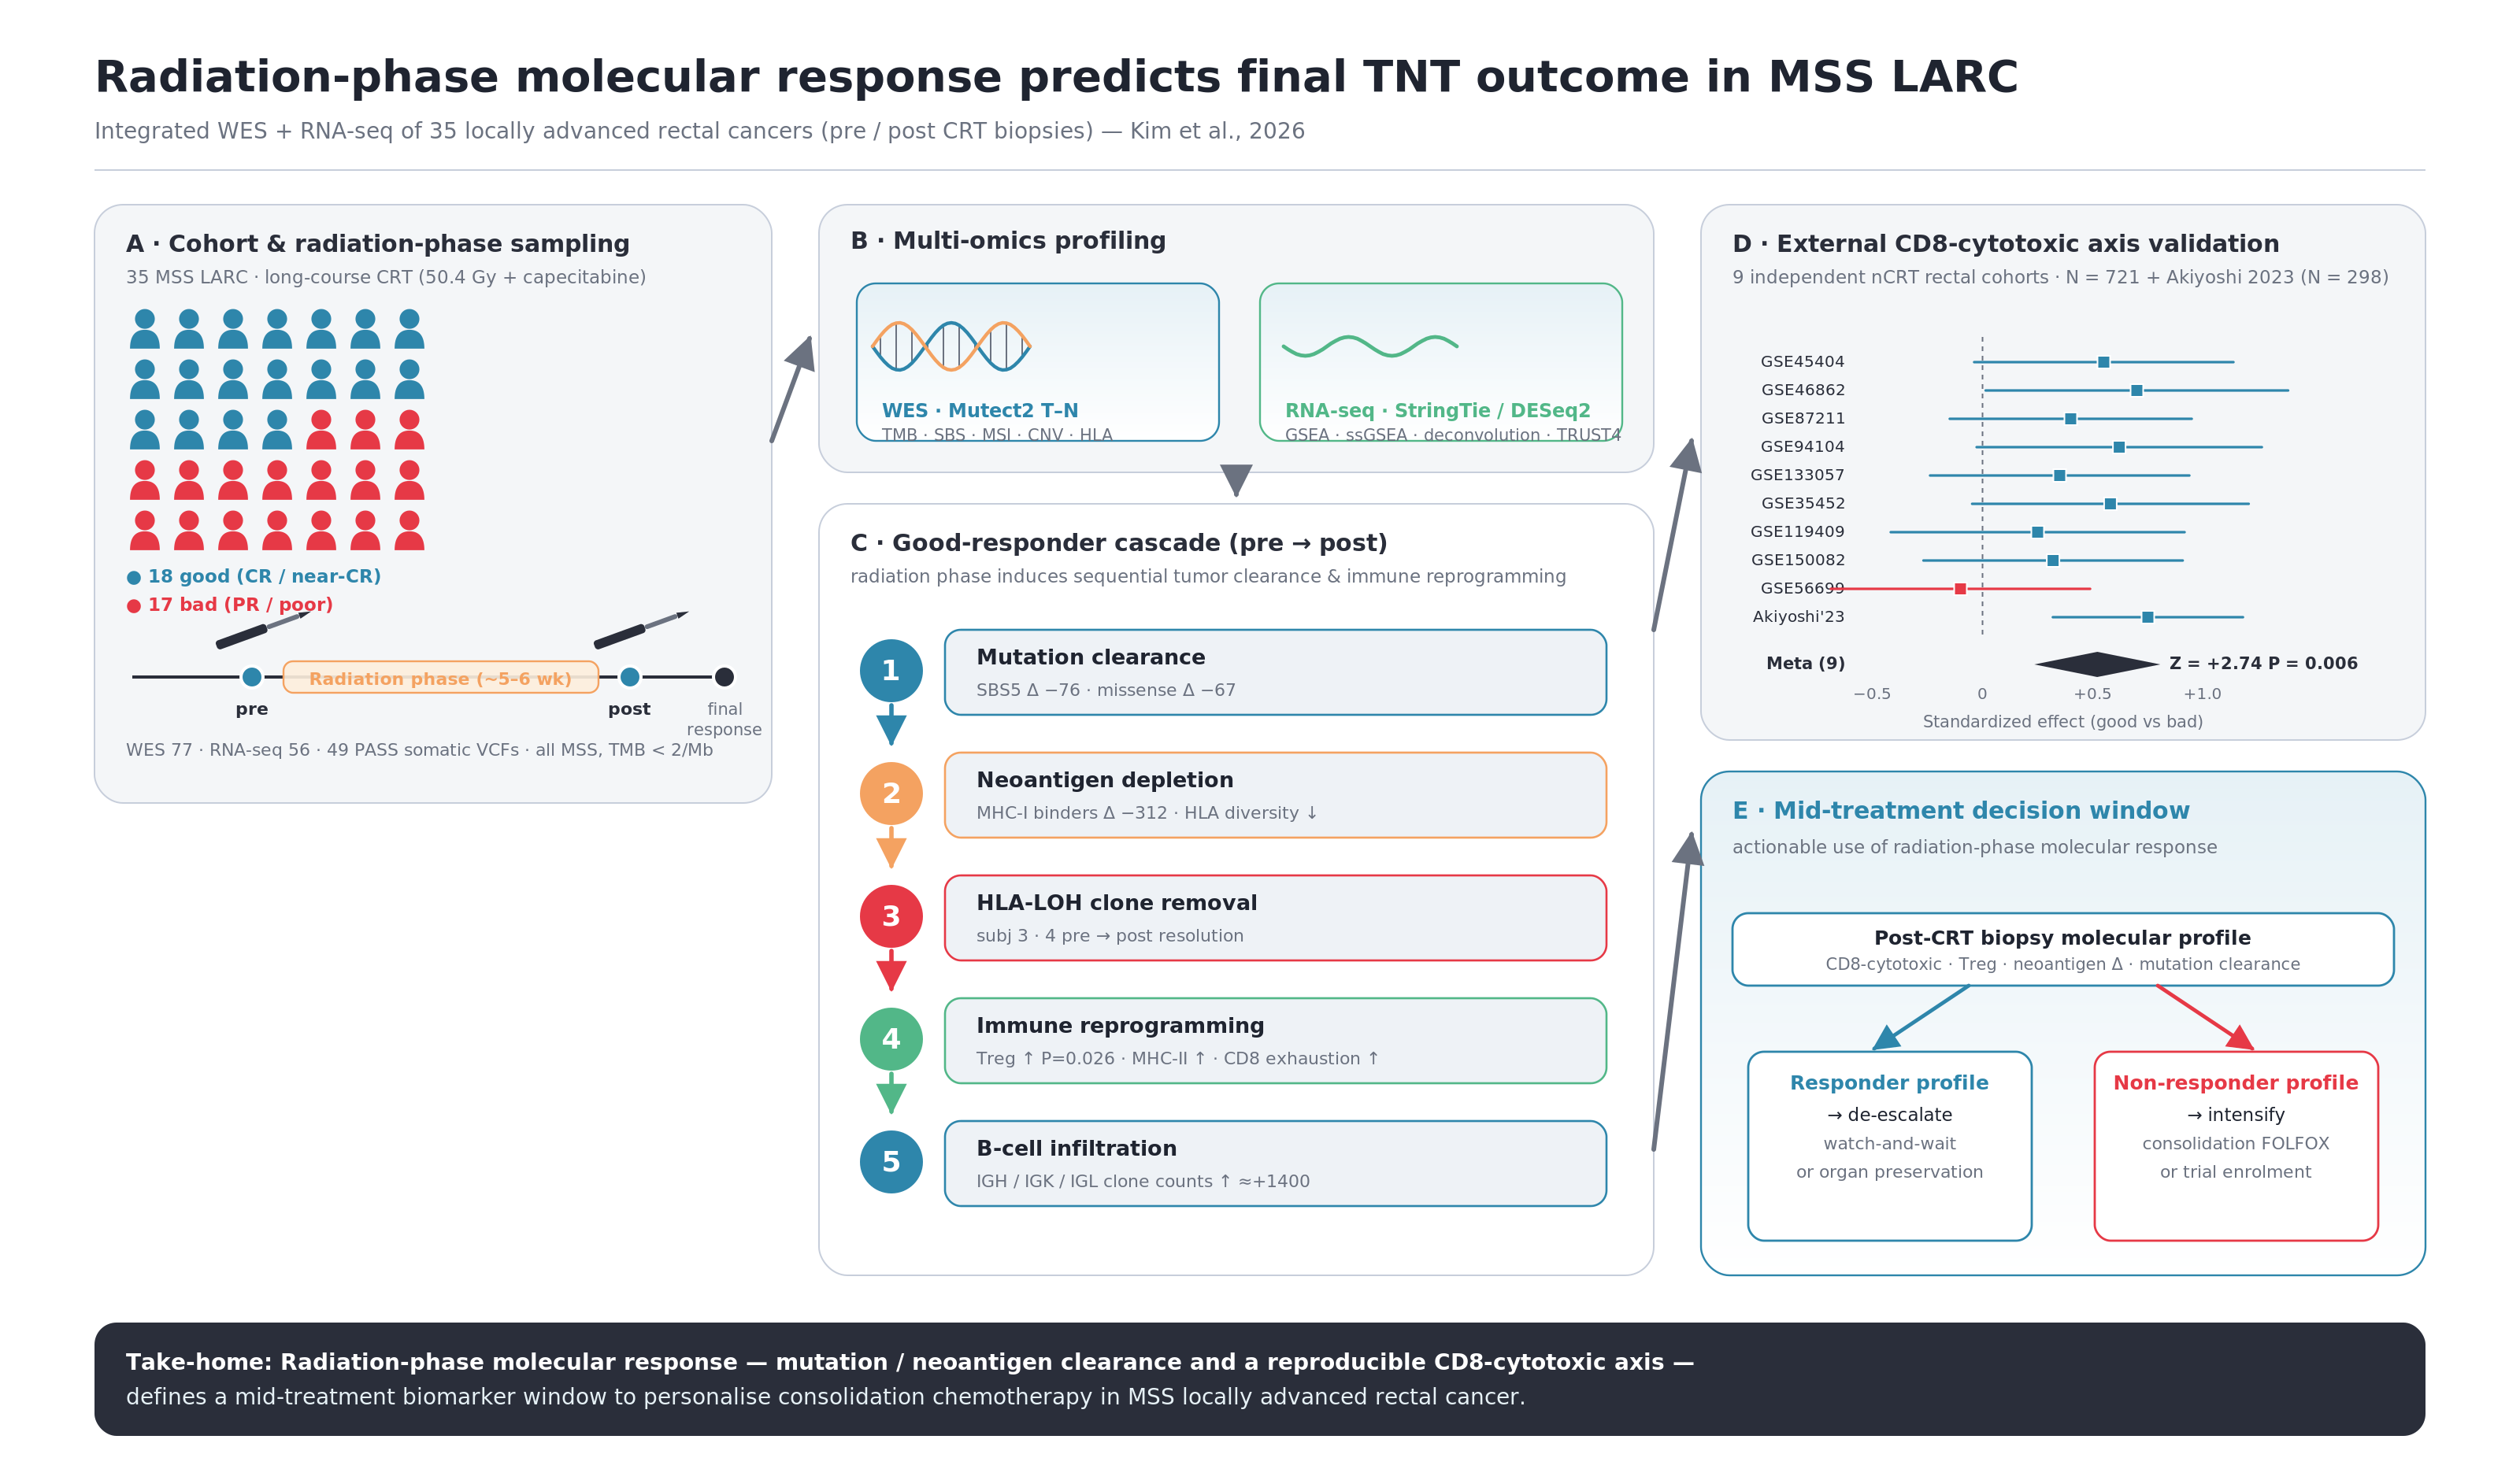 Radiation-phase molecular response predicts final TNT outcome in MSS LARC
Integrated WES + RNA-seq of 35 locally advanced rectal cancers (pre / post CRT biopsies) — Kim et al., 2026
A · Cohort & radiation-phase sampling
35 MSS LARC · long-course CRT (50.4 Gy + capecitabine)
● 18 good (CR / near-CR)
● 17 bad (PR / poor)
Radiation phase (~5–6 wk)
pre
post
final
response
WES 77 · RNA-seq 56 · 49 PASS somatic VCFs · all MSS, TMB < 2/Mb
B · Multi-omics profiling
WES · Mutect2 T–N
TMB · SBS · MSI · CNV · HLA
RNA-seq · StringTie / DESeq2
GSEA · ssGSEA · deconvolution · TRUST4
C · Good-responder cascade (pre → post)
radiation phase induces sequential tumor clearance & immune reprogramming
1
Mutation clearance
SBS5 Δ −76 · missense Δ −67
2
Neoantigen depletion
MHC-I binders Δ −312 · HLA diversity ↓
3
HLA-LOH clone removal
subj 3 · 4 pre → post resolution
4
Immune reprogramming
Treg ↑ P=0.026 · MHC-II ↑ · CD8 exhaustion ↑
5
B-cell infiltration
IGH / IGK / IGL clone counts ↑ ≈+1400
D · External CD8-cytotoxic axis validation
9 independent nCRT rectal cohorts · N = 721 + Akiyoshi 2023 (N = 298)
GSE45404
GSE46862
GSE87211
GSE94104
GSE133057
GSE35452
GSE119409
GSE150082
GSE56699
Akiyoshi'23
Meta (9)
Z = +2.74 P = 0.006
−0.5 0 +0.5 +1.0
Standardized effect (good vs bad)
E · Mid-treatment decision window
actionable use of radiation-phase molecular response
Post-CRT biopsy molecular profile
CD8-cytotoxic · Treg · neoantigen Δ · mutation clearance
Responder profile
→ de-escalate
watch-and-wait
or organ preservation
Non-responder profile
→ intensify
consolidation FOLFOX
or trial enrolment
Take-home: Radiation-phase molecular response — mutation / neoantigen clearance and a reproducible CD8-cytotoxic axis —
defines a mid-treatment biomarker window to personalise consolidation chemotherapy in MSS locally advanced rectal cancer.